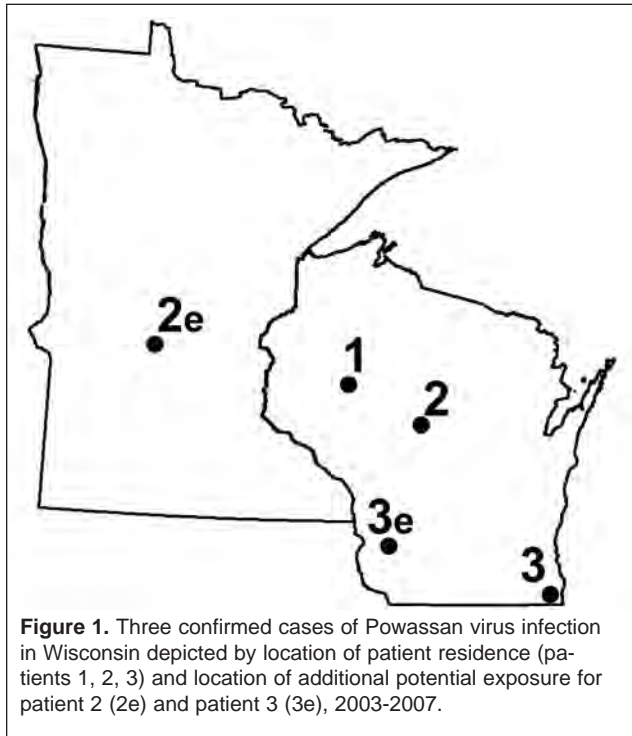 2e
1
2
3e
3
Figure 1. Three confirmed cases of Powassan virus infection
in Wisconsin depicted by location of patient residence (pa-
tients 1, 2, 3) and location of additional potential exposure for
patient 2 (2e) and patient 3 (3e), 2003-2007.